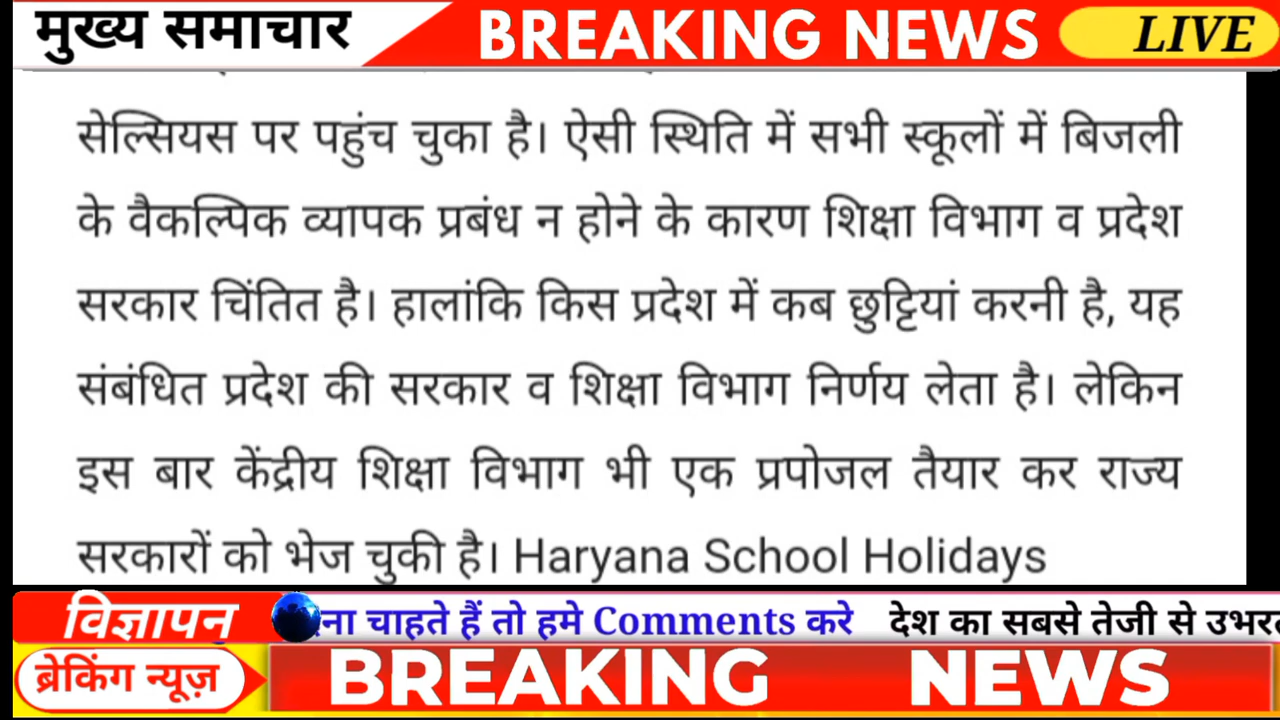 मुख्य समाचार BREAKING NEWS LIVE
सेल्सियस पर पहुंच चुका है। ऐसी स्थिति में सभी स्कूलों में बिजली
के वैकल्पिक व्यापक प्रबंध न होने के कारण शिक्षा विभाग व प्रदेश
सरकार चिंतित है। हालांकि किस प्रदेश में कब छुट्टियां करनी है, यह
संबंधित प्रदेश की सरकार व शिक्षा विभाग निर्णय लेता है। लेकिन
इस बार केंद्रीय शिक्षा विभाग भी एक प्रपोजल तैयार कर राज्य
सरकारों को भेज चुकी है। Haryana School Holidays
विज्ञापन चाहते हैं तो हमे Comments करे देश का सबसे तेजी से
ब्रेकिंग न्यूज़ BREAKING NEWS